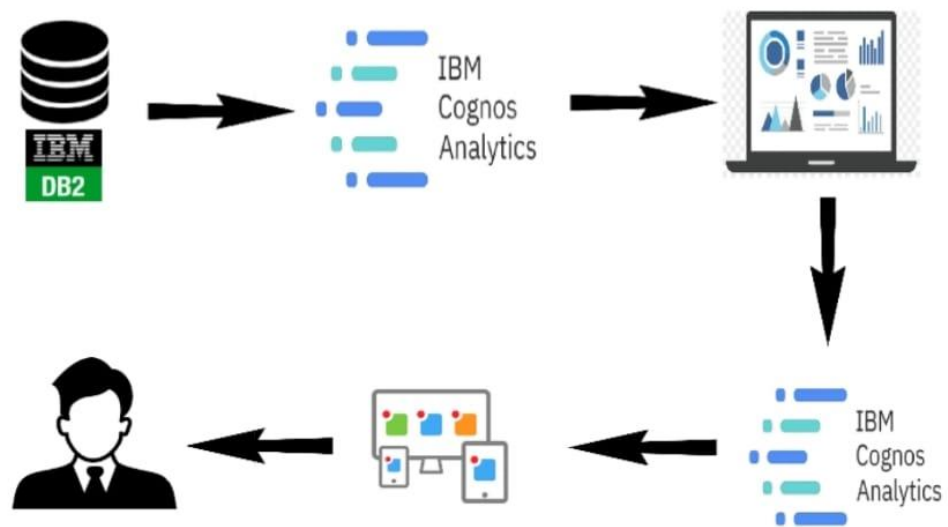 IBM
Cognos
Analytics
IBM
DB2
IBM
Cognos
Analytics